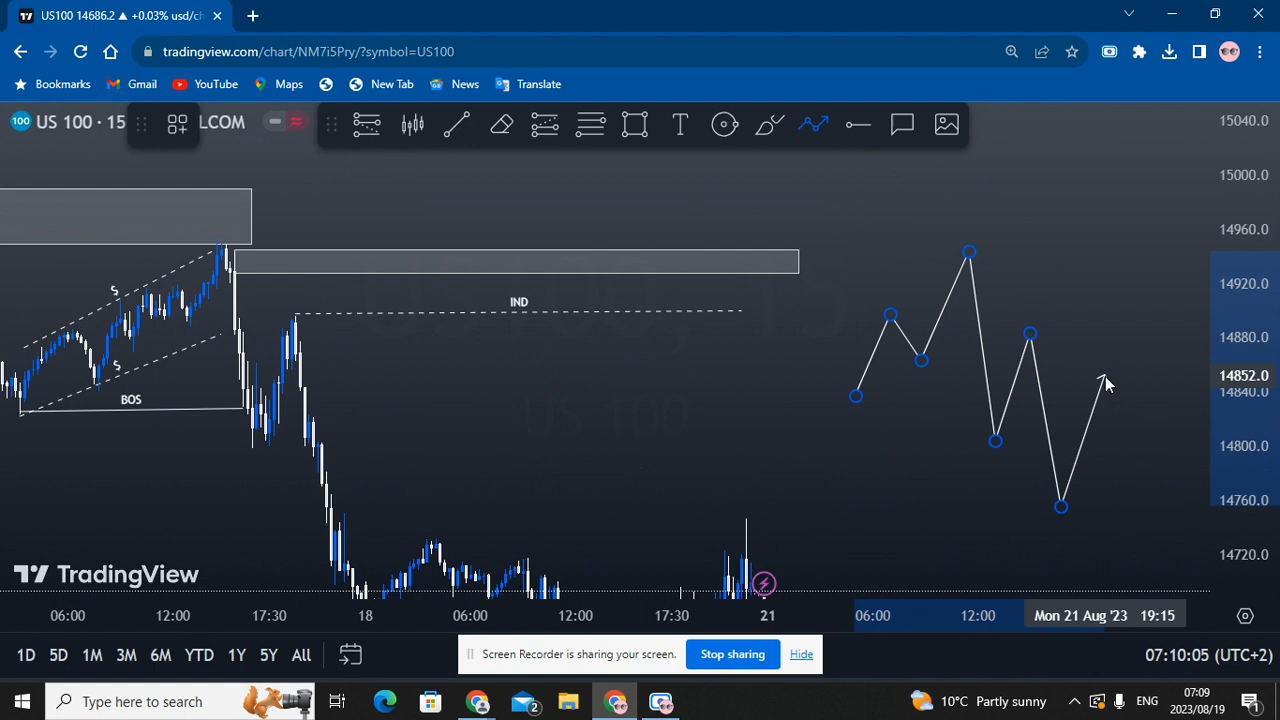 US100 14686.2 ▲ +0.03% usd/ch
tradingview.com/chart/NM7i5Pry/?symbol=US100
Bookmarks Gmail YouTube Maps New Tab News Translate
100 US 100 · 15 LCOM
15040.0
15000.0
14960.0
14920.0
14880.0
14852.0
14840.0
14800.0
14760.0
14720.0
$
$
BOS
IND
US 100
TradingView
06:00 12:00 17:30 18 06:00 12:00 17:30 21 06:00 12:00 Mon 21 Aug '23 19:15
1D 5D 1M 3M 6M YTD 1Y 5Y All
Screen Recorder is sharing your screen. Stop sharing Hide
07:10:05 (UTC+2)
Type here to search
2
10°C Partly sunny
ENG
07:09
2023/08/19
1